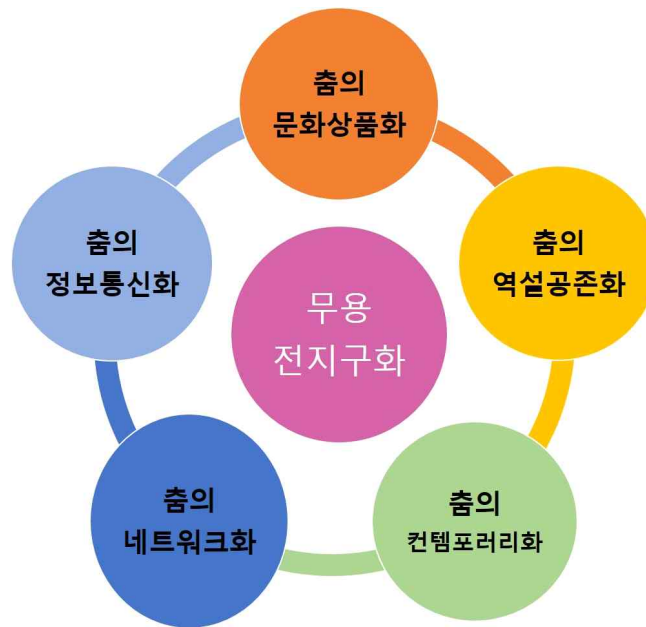 춤의
문화상품화
춤의
정보통신화
춤의
역설공존화
무용
전지구화
춤의
네트워크화
춤의
컨템포러리화